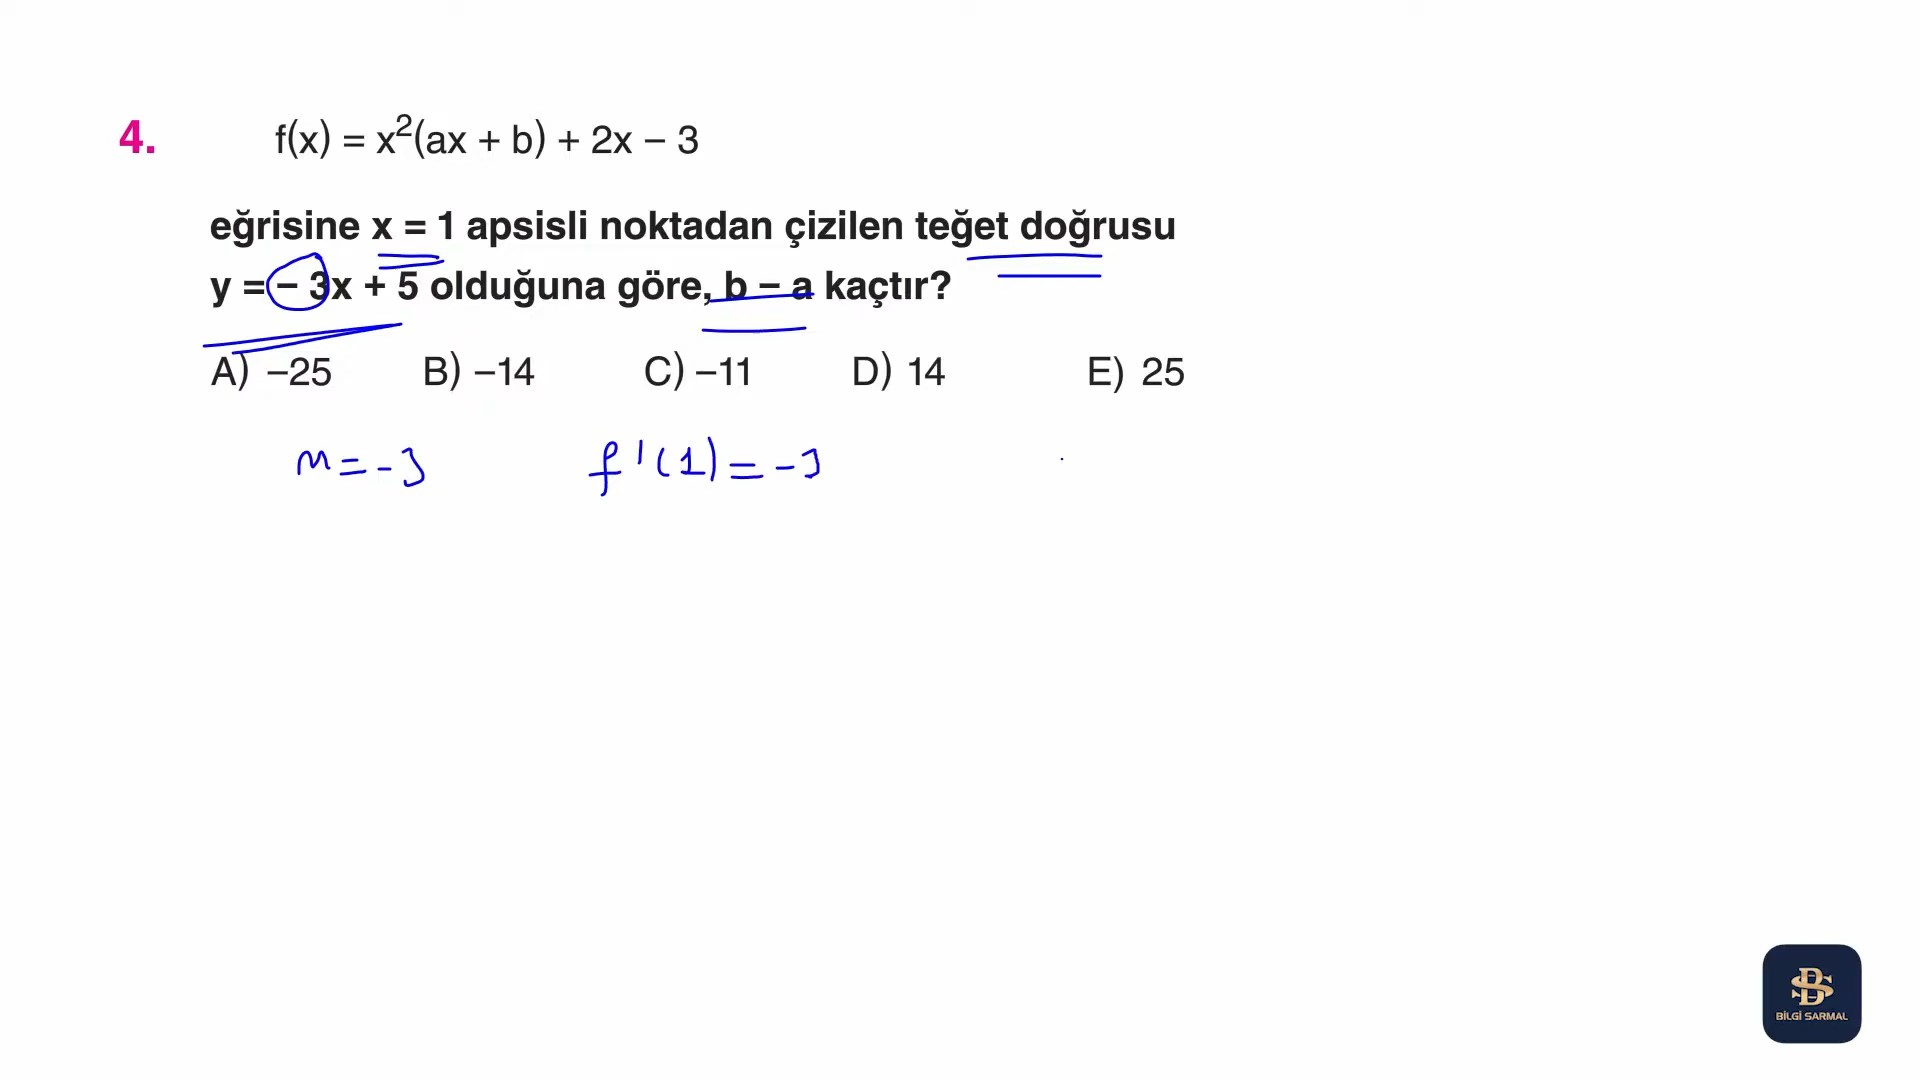 4. f(x) = x²(ax + b) + 2x – 3
eğrisine x = 1 apsisli noktadan çizilen teğet doğrusu
y = – 3x + 5 olduğuna göre, b – a kaçtır?
A) –25 B) –14 C) –11 D) 14 E) 25
m = -3 f'(1) = -3
BİLGİ SARMAL